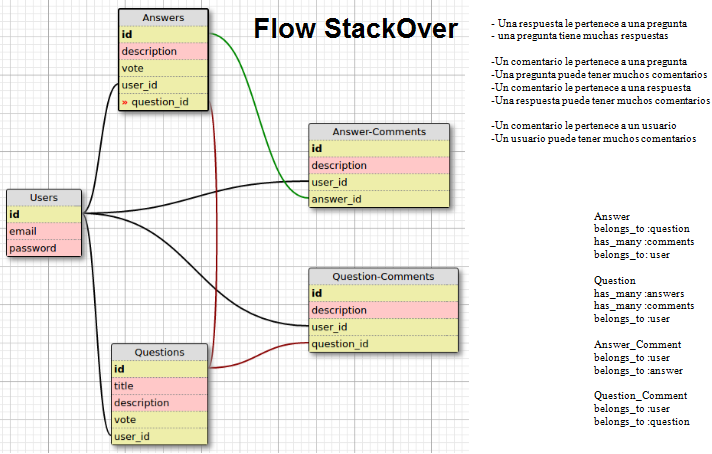 Flow StackOver
Answers
id
description
vote
user_id
» question_id
Answer-Comments
id
description
user_id
answer_id
Users
id
email
password
Question-Comments
id
description
user_id
question_id
Questions
id
title
description
vote
user_id
- Una respuesta le pertenece a una pregunta
- una pregunta tiene muchas respuestas
-Un comentario le pertenece a una pregunta
-Una pregunta puede tener muchos comentarios
-Un comentario le pertenece a una respuesta
-Una respuesta puede tener muchos comentarios
-Un comentario le pertenece a un usuario
-Un usuario puede tener muchos comentarios
Answer
belongs_to :question
has_many :comments
belongs_to: user
Question
has_many :answers
has_many :comments
belongs_to :user
Answer_Comment
belongs_to :user
belongs_to :answer
Question_Comment
belongs_to :user
belongs_to :question